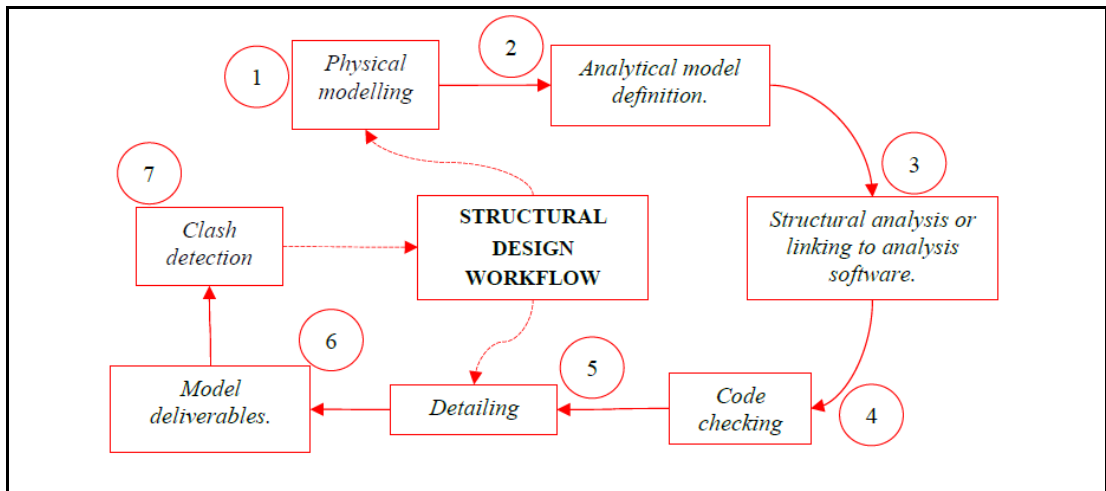 1
Physical
modelling
2
Analytical model
definition.
3
Structural analysis or
linking to analysis
software.
4
Code
checking
5
Detailing
6
Model
deliverables.
7
Clash
detection
STRUCTURAL
DESIGN
WORKFLOW